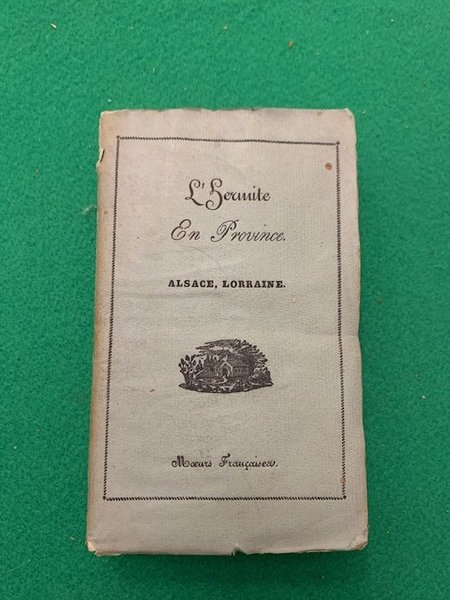 L'Hermite
En Province.
ALSACE, LORRAINE.
Mœurs Françaises.